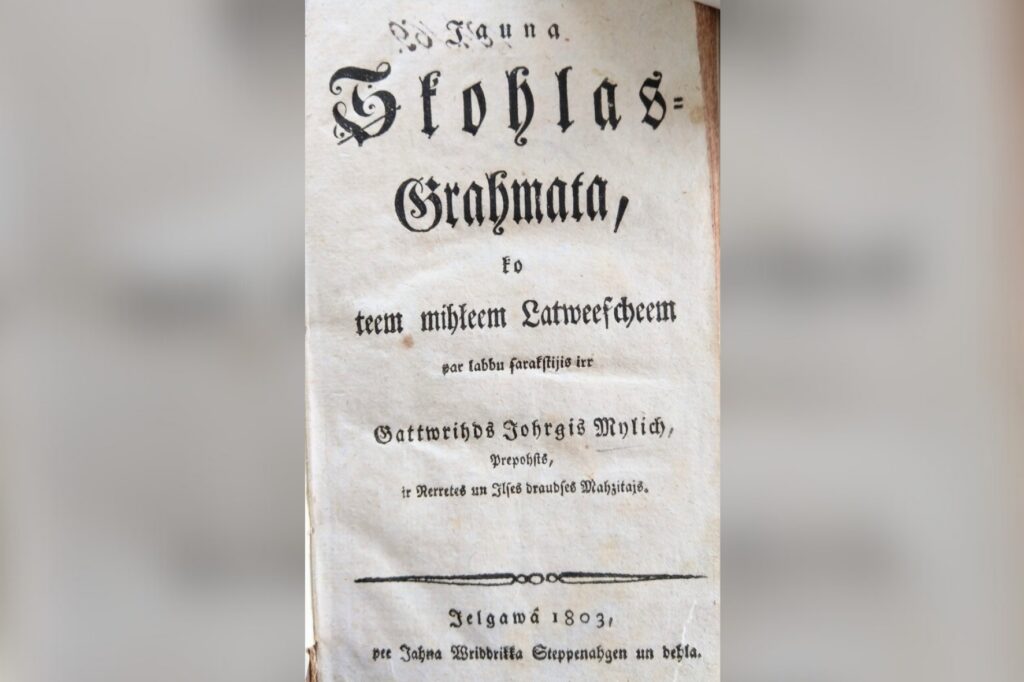 Jauna
Skohlas-
Grahmata,
ko
teem mihłeem Latweeſcheem
par labbu ſarakſtijis irr
Gattwrihds Johrgis Mylich,
Prepohſts,
ir Nerretes un Ilſes draudſes Mahzitajs.
Jelgawâ 1803,
pee Jahna Wriddrikka Steppenahgen un dehla.